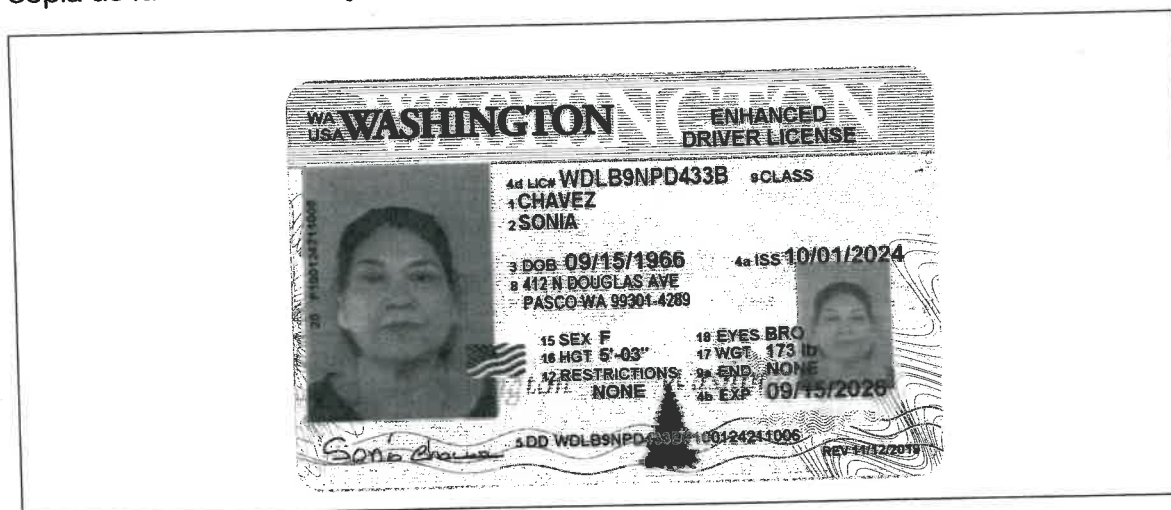 WA USA WASHINGTON
ENHANCED
DRIVER LICENSE
4d LIC# WDLB9NPD433B 9 CLASS
1 CHAVEZ
2 SONIA
3 DOB 09/15/1966 4a ISS 10/01/2024
8 412 N DOUGLAS AVE
PASCO WA 99301-4289
15 SEX F 18 EYES BRO
16 HGT 5'-03" 17 WGT 173 lb
12 RESTRICTIONS 9a END NONE
NONE 4b EXP 09/15/2026
Sonia Chavez
5 DD
REV 11/12/2019